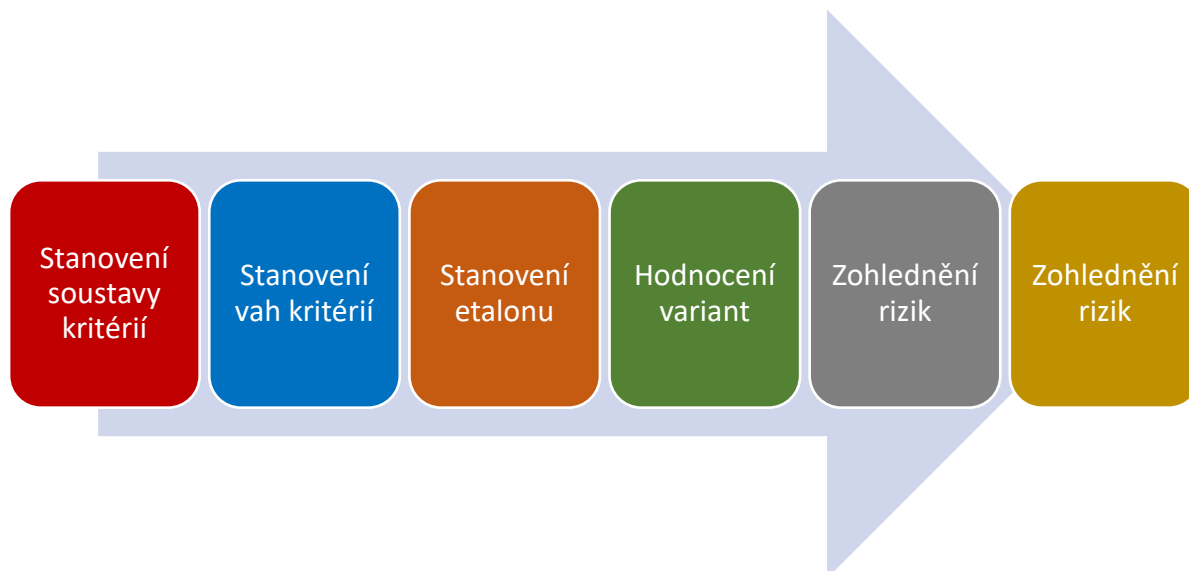 Stanovení
soustavy
kritérií
Stanovení
vah kritérií
Stanovení
etalonu
Hodnocení
variant
Zohlednění
rizik
Zohlednění
rizik